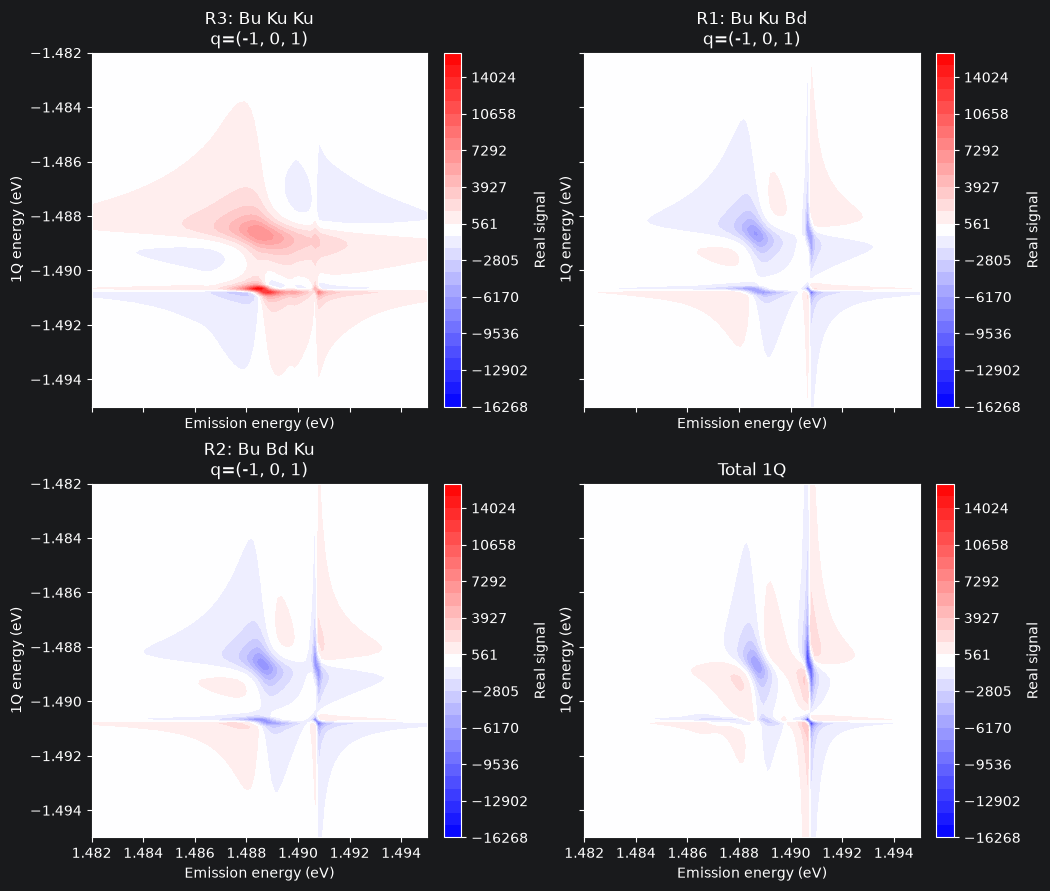 R3: Bu Ku Ku
q=(-1, 0, 1)
−1.482
−1.484
−1.486
−1.488
−1.490
−1.492
−1.494
1Q energy (eV)
Emission energy (eV)
14024
10658
7292
3927
561
−2805
−6170
−9536
−12902
−16268
Real signal
R1: Bu Ku Bd
q=(-1, 0, 1)
1Q energy (eV)
Emission energy (eV)
14024
10658
7292
3927
561
−2805
−6170
−9536
−12902
−16268
Real signal
R2: Bu Bd Ku
q=(-1, 0, 1)
−1.482
−1.484
−1.486
−1.488
−1.490
−1.492
−1.494
1Q energy (eV)
1.482 1.484 1.486 1.488 1.490 1.492 1.494
Emission energy (eV)
14024
10658
7292
3927
561
−2805
−6170
−9536
−12902
−16268
Real signal
Total 1Q
1Q energy (eV)
1.482 1.484 1.486 1.488 1.490 1.492 1.494
Emission energy (eV)
14024
10658
7292
3927
561
−2805
−6170
−9536
−12902
−16268
Real signal